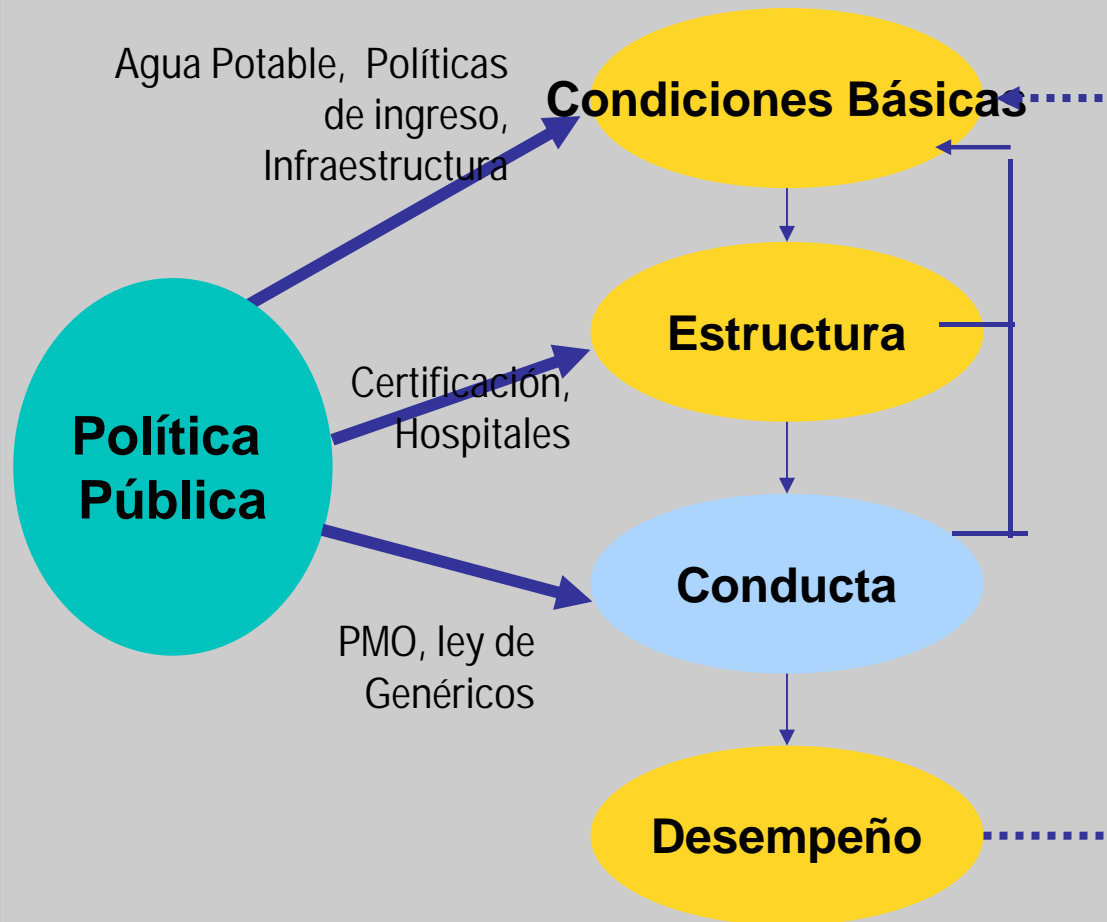 Agua Potable, Políticas
de ingreso,
Infraestructura
Condiciones Básicas
Estructura
Certificación,
Hospitales
Política
Pública
Conducta
PMO, ley de
Genéricos
Desempeño